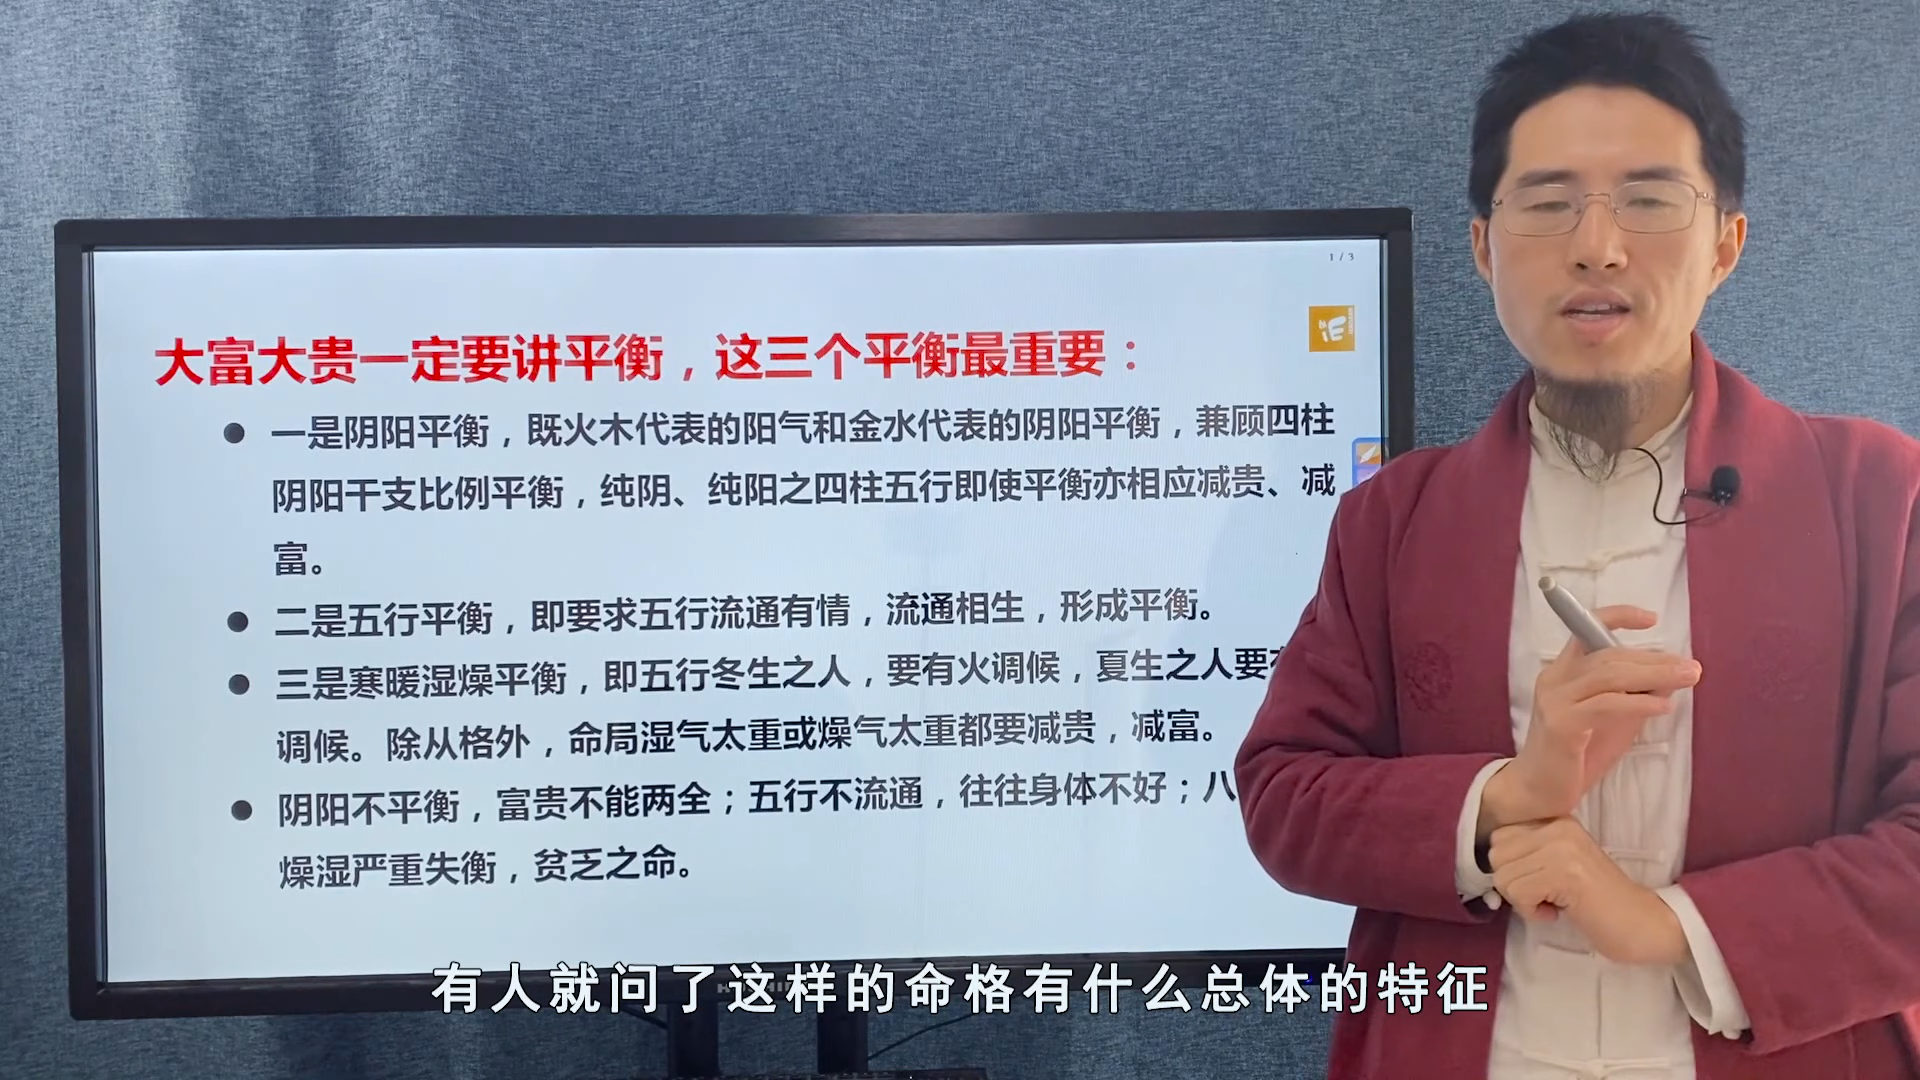 1 / 3
大富大贵一定要讲平衡，这三个平衡最重要：
一是阴阳平衡，既火木代表的阳气和金水代表的阴阳平衡，兼顾四柱
阴阳干支比例平衡，纯阴、纯阳之四柱五行即使平衡亦相应减贵、减
富。
二是五行平衡，即要求五行流通有情，流通相生，形成平衡。
三是寒暖湿燥平衡，即五行冬生之人，要有火调候，夏生之人要
调候。除从格外，命局湿气太重或燥气太重都要减贵，减富。
阴阳不平衡，富贵不能两全；五行不流通，往往身体不好；八
燥湿严重失衡，贫乏之命。
有人就问了这样的命格有什么总体的特征